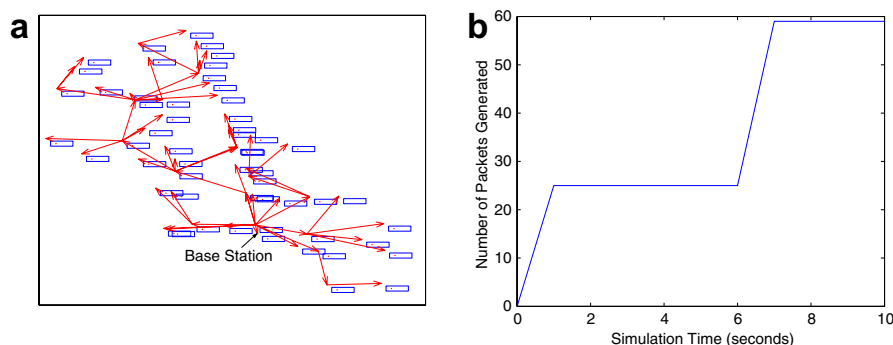 a
Base Station
b
Number of Packets Generated
60
50
40
30
20
10
0
0 2 4 6 8 10
Simulation Time (seconds)